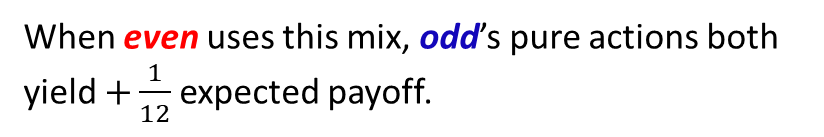 When even uses this mix, odd's pure actions both
yield +1/12 expected payoff.